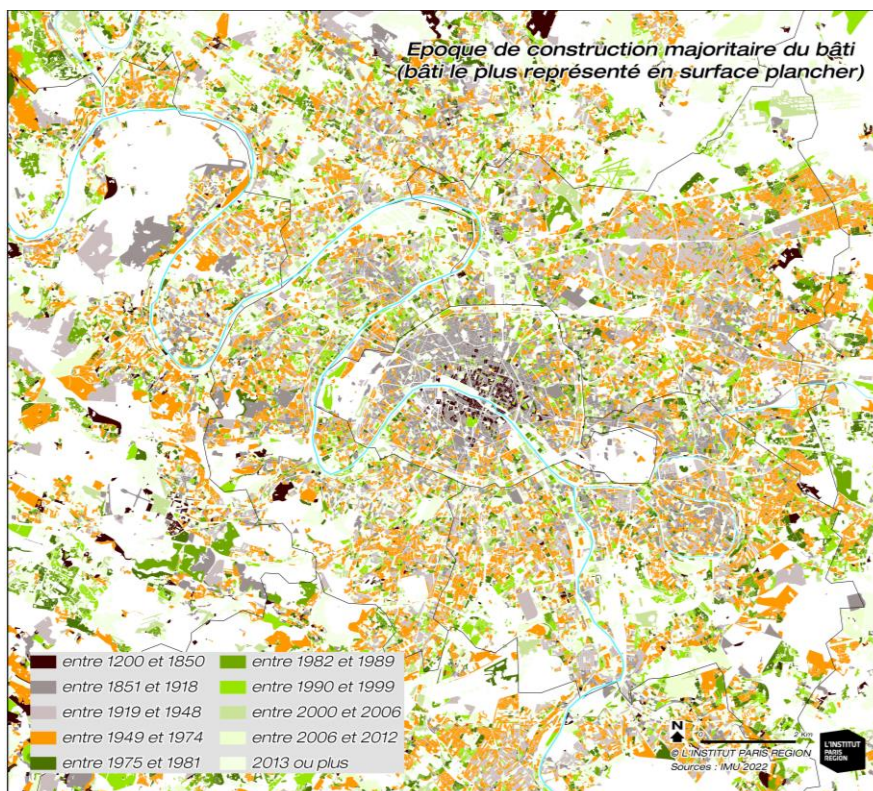 Epoque de construction majoritaire du bâti
(bâti le plus représenté en surface plancher)
entre 1200 et 1850
entre 1851 et 1918
entre 1919 et 1948
entre 1949 et 1974
entre 1975 et 1981
entre 1982 et 1989
entre 1990 et 1999
entre 2000 et 2006
entre 2006 et 2012
2013 ou plus
N
2 Km
© L'INSTITUT PARIS REGION
Sources : IMU 2022
L'INSTITUT
PARIS
REGION